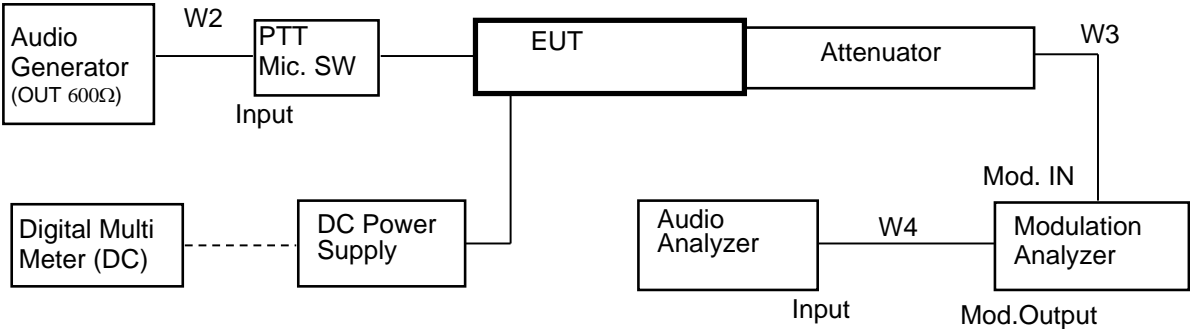 W2
Audio
Generator
(OUT 600Ω)
PTT
Mic. SW
Input
EUT
Attenuator
W3
Mod. IN
Digital Multi
Meter (DC)
DC Power
Supply
Audio
Analyzer
W4
Modulation
Analyzer
Input
Mod.Output